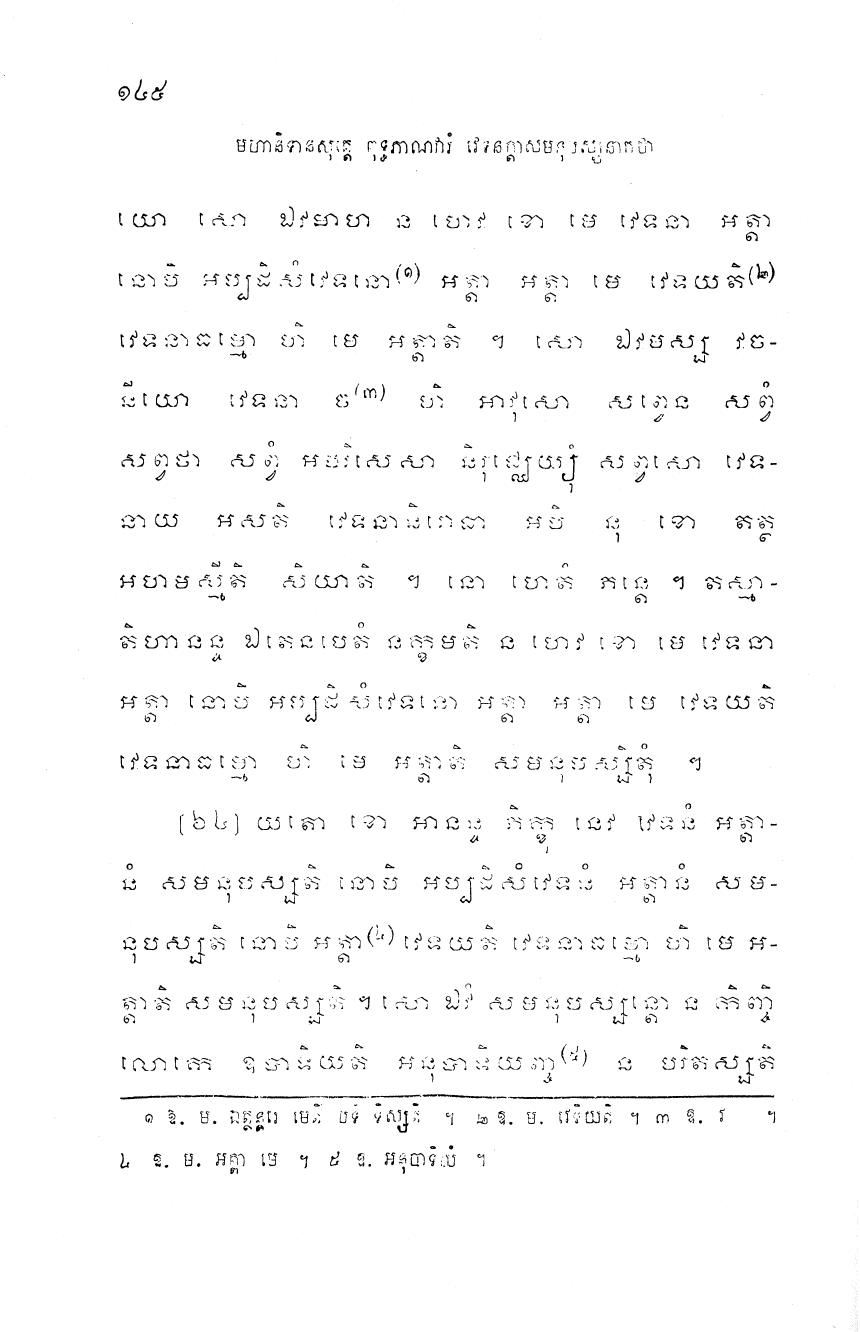 ១៤៥
មហានិទានសុត្តេ ពុទ្ធភាណវារំ វេទនត្តាសមនុបស្សនាកថា
យោ សោ ឯវមាហ ន ហេវ ខោ មេ វេទនា អត្តា
នោបិ អប្បដិសំវេទនោ(១) អត្តា អត្តា មេ វេទយតិ(២)
វេទនាធម្មោ ហិ មេ អត្តាតិ ។ សោ ឯវមស្ស វច-
នីយោ វេទនា ច(៣) ហិ អាវុសោ សព្វេន សព្វំ
សព្វថា សព្វំ អបរិសេសា និរុជ្ឈេយ្យុំ សព្វសោ វេទ-
នាយ អសតិ វេទនានិរោធា អបិ នុ ខោ តត្ថ
អហមស្មីតិ សិយាតិ ។ នោ ហេតំ ភន្តេ ។ តស្មា-
តិហានន្ទ ឯតេនបេតំ នក្ខមតិ ន ហេវ ខោ មេ វេទនា
អត្តា នោបិ អប្បដិសំវេទនោ អត្តា អត្តា មេ វេទយតិ
វេទនាធម្មោ ហិ មេ អត្តាតិ សមនុបស្សិតុំ ។
[៦៤] យតោ ខោ អានន្ទ ភិក្ខុ នេវ វេទនំ អត្តា-
នំ សមនុបស្សតិ នោបិ អប្បដិសំវេទនំ អត្តានំ សម-
នុបស្សតិ នោបិ អត្តា(៤) វេទយតិ វេទនាធម្មោ ហិ មេ អ-
ត្តាតិ សមនុបស្សតិ ។ សោ ឯវំ សមនុបស្សន្តោ ន កិញ្ចិ
លោកេ ឧបាទិយតិ អនុបាទិយញ្ច(៥) ន បរិតស្សតិ
១ ឱ. ម. ឯត្ថន្តរេ មេតិ បទំ ទិស្សតិ ។ ២ ឱ. ម. វេទិយតិ ។ ៣ ឱ. វ ។
៤ ឱ. ម. អត្តា មេ ។ ៥ ឱ. អនុបាទិយំ ។